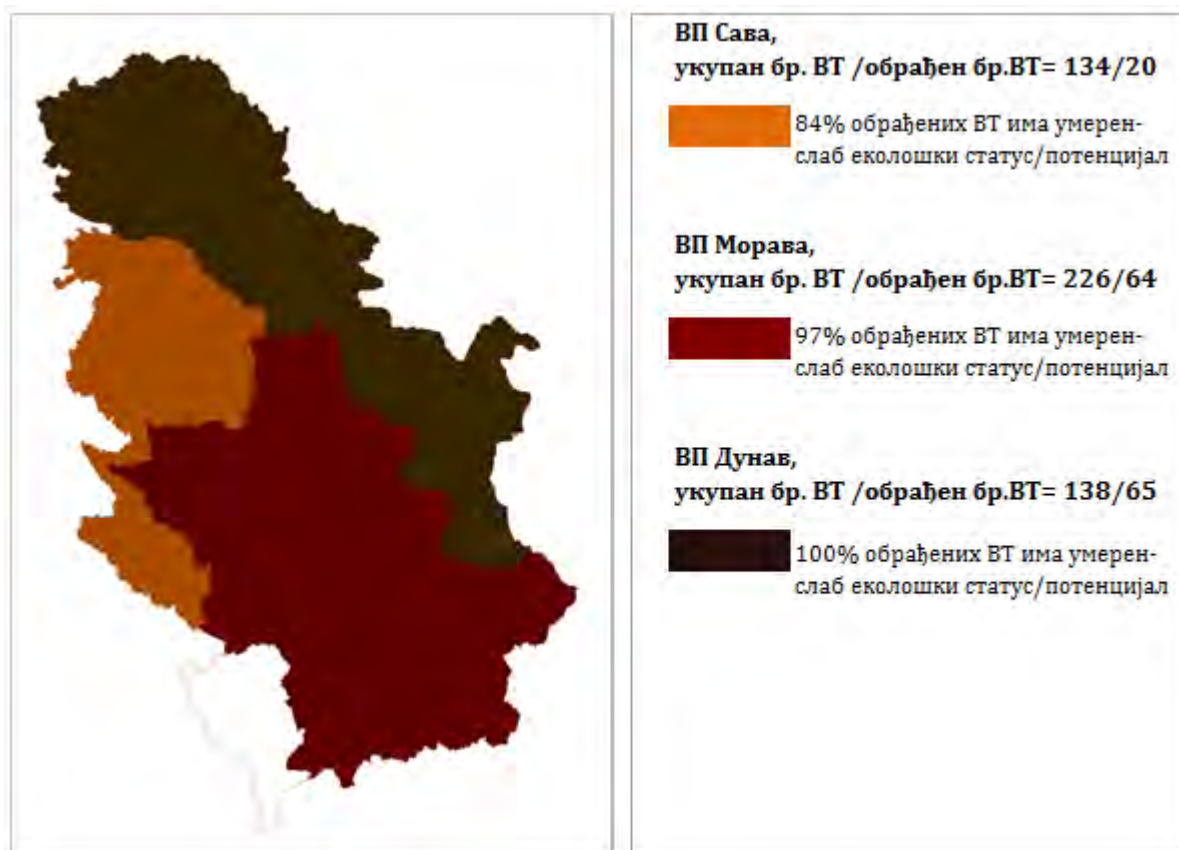 ВП Сава,
укупан бр. ВТ /обрађен бр.ВТ= 134/20
84% обрађених ВТ има умерен-
слаб еколошки статус/потенцијал
ВП Морава,
укупан бр. ВТ /обрађен бр.ВТ= 226/64
97% обрађених ВТ има умерен-
слаб еколошки статус/потенцијал
ВП Дунав,
укупан бр. ВТ /обрађен бр.ВТ= 138/65
100% обрађених ВТ има умерен-
слаб еколошки статус/потенцијал